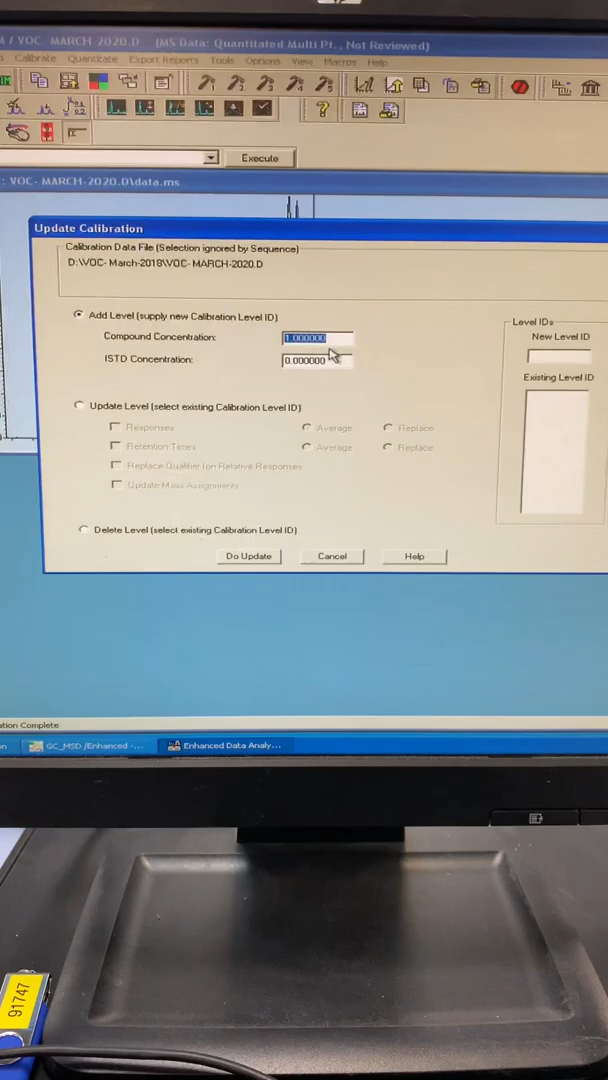 M / VOC MARCH 2020.D (MS Data: Quantitated Multi Pt., Not Reviewed)
Calibrate Quantitate Export Reports Tools Options View Macros Help
Execute
: VOC- MARCH-2020.D\data.ms
Update Calibration
Calibration Data File (Selection ignored by Sequence)
D:\VOC- March-2018\VOC- MARCH-2020.D
Add Level (supply new Calibration Level ID)
Compound Concentration: 1.000000
ISTD Concentration: 0.000000
Level IDs
New Level ID
Existing Level ID
Update Level (select existing Calibration Level ID)
Responses Average Replace
Retention Times Average Replace
Replace Qualifier Ion Relative Responses
Update Mass Assignments
Delete Level (select existing Calibration Level ID)
Do Update Cancel Help
ation Complete
GC_MSD /Enhanced -... Enhanced Data Analy...
91747